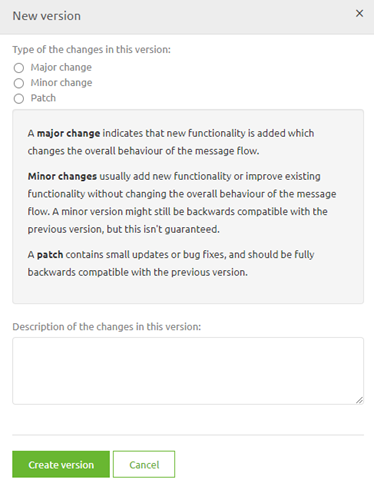 New version
×
Type of the changes in this version:
Major change
Minor change
Patch
A major change indicates that new functionality is added which
changes the overall behaviour of the message flow.
Minor changes usually add new functionality or improve existing
functionality without changing the overall behaviour of the message
flow. A minor version might still be backwards compatible with the
previous version, but this isn't guaranteed.
A patch contains small updates or bug fixes, and should be fully
backwards compatible with the previous version.
Description of the changes in this version:
Create version
Cancel